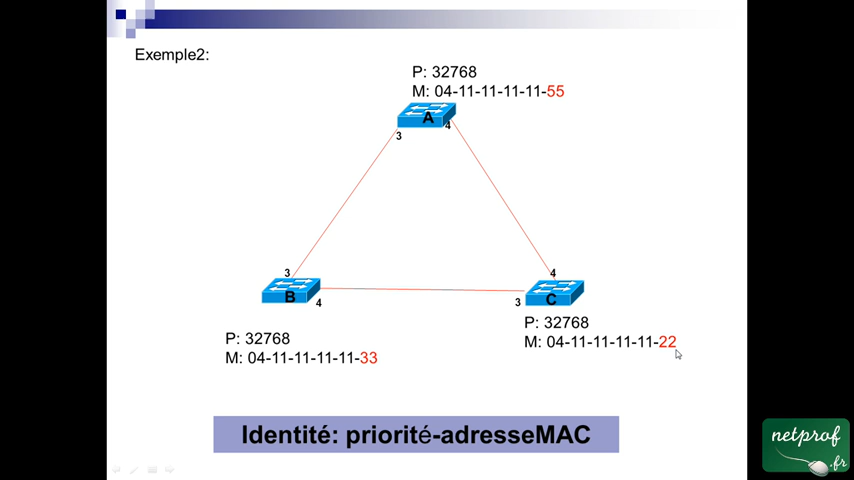 Exemple2:
P: 32768
M: 04-11-11-11-11-55
A
3
4
3
4
B
4
3
C
P: 32768
M: 04-11-11-11-11-22
P: 32768
M: 04-11-11-11-11-33
Identité: priorité-adresseMAC
netprof
.fr